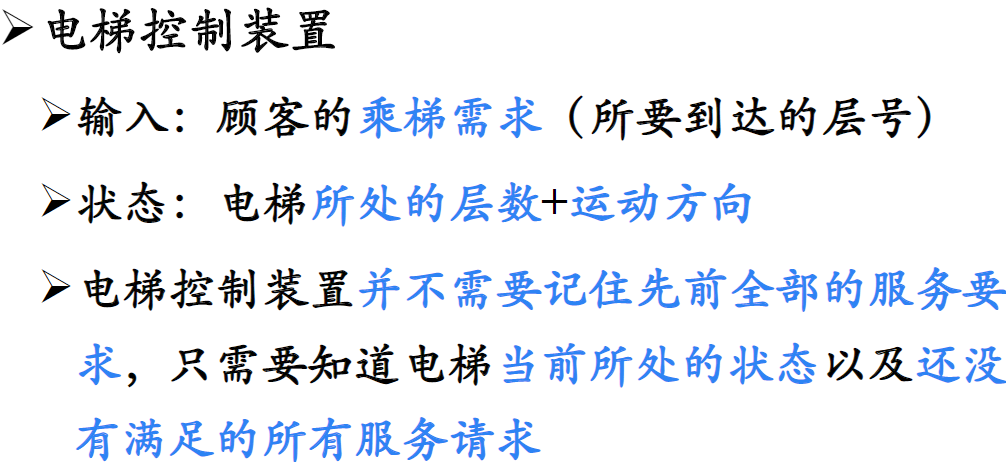 ➢电梯控制装置
➢输入：顾客的乘梯需求（所要到达的层号）
➢状态：电梯所处的层数+运动方向
➢电梯控制装置并不需要记住先前全部的服务要
求，只需要知道电梯当前所处的状态以及还没
有满足的所有服务请求